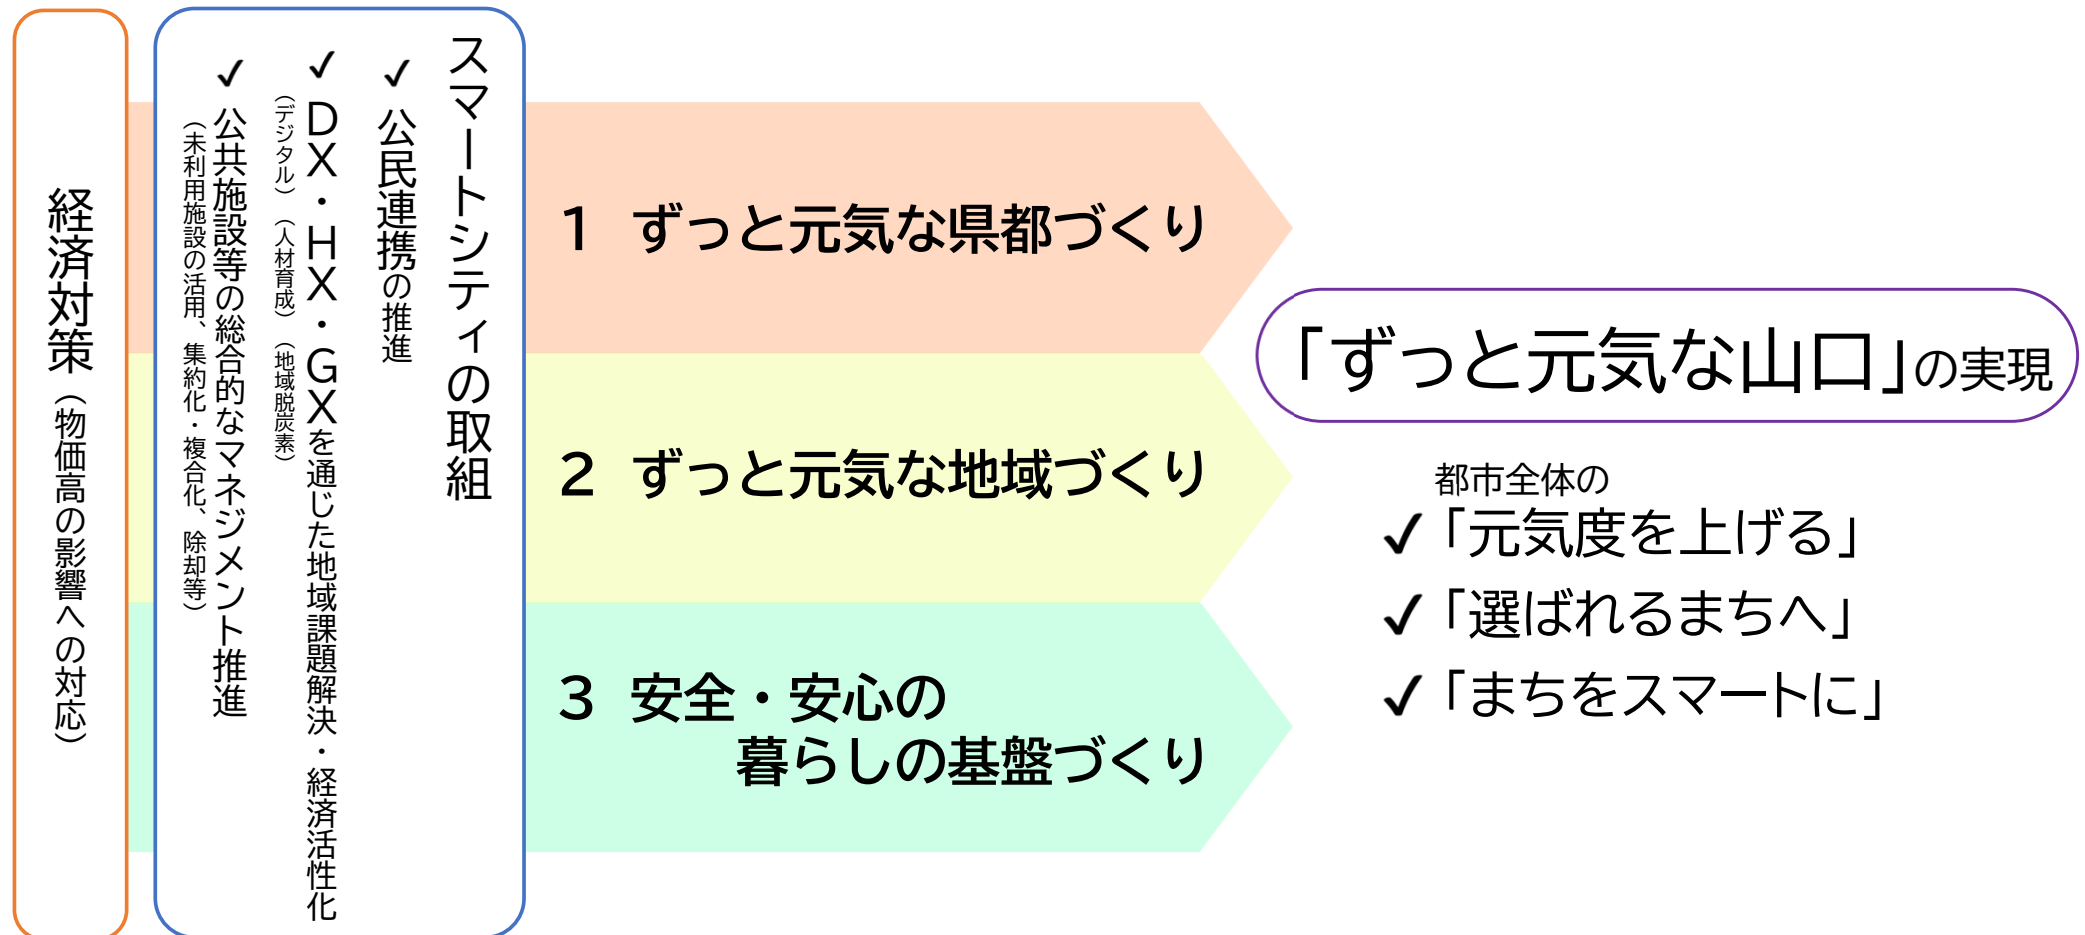 経済対策（物価高の影響への対応）
スマートシティの取組
✓ 公民連携の推進
✓ ＤＸ・ＨＸ・ＧＸを通じた地域課題解決・経済活性化
（デジタル）（人材育成）（地域脱炭素）
✓ 公共施設等の総合的なマネジメント推進
（未利用施設の活用、集約化・複合化、除却等）
１ ずっと元気な県都づくり
２ ずっと元気な地域づくり
３ 安全・安心の
暮らしの基盤づくり
「ずっと元気な山口」の実現
都市全体の
✓「元気度を上げる」
✓「選ばれるまちへ」
✓「まちをスマートに」